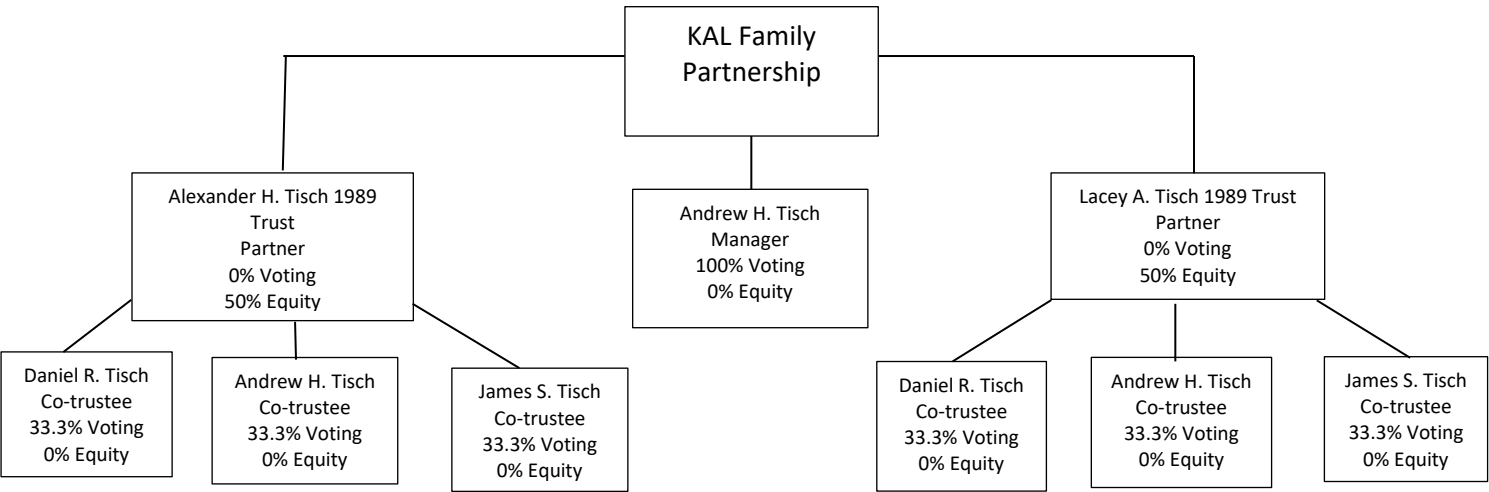 KAL Family
Partnership
Alexander H. Tisch 1989
Trust
Partner
0% Voting
50% Equity
Andrew H. Tisch
Manager
100% Voting
0% Equity
Lacey A. Tisch 1989 Trust
Partner
0% Voting
50% Equity
Daniel R. Tisch
Co-trustee
33.3% Voting
0% Equity
Andrew H. Tisch
Co-trustee
33.3% Voting
0% Equity
James S. Tisch
Co-trustee
33.3% Voting
0% Equity
Daniel R. Tisch
Co-trustee
33.3% Voting
0% Equity
Andrew H. Tisch
Co-trustee
33.3% Voting
0% Equity
James S. Tisch
Co-trustee
33.3% Voting
0% Equity